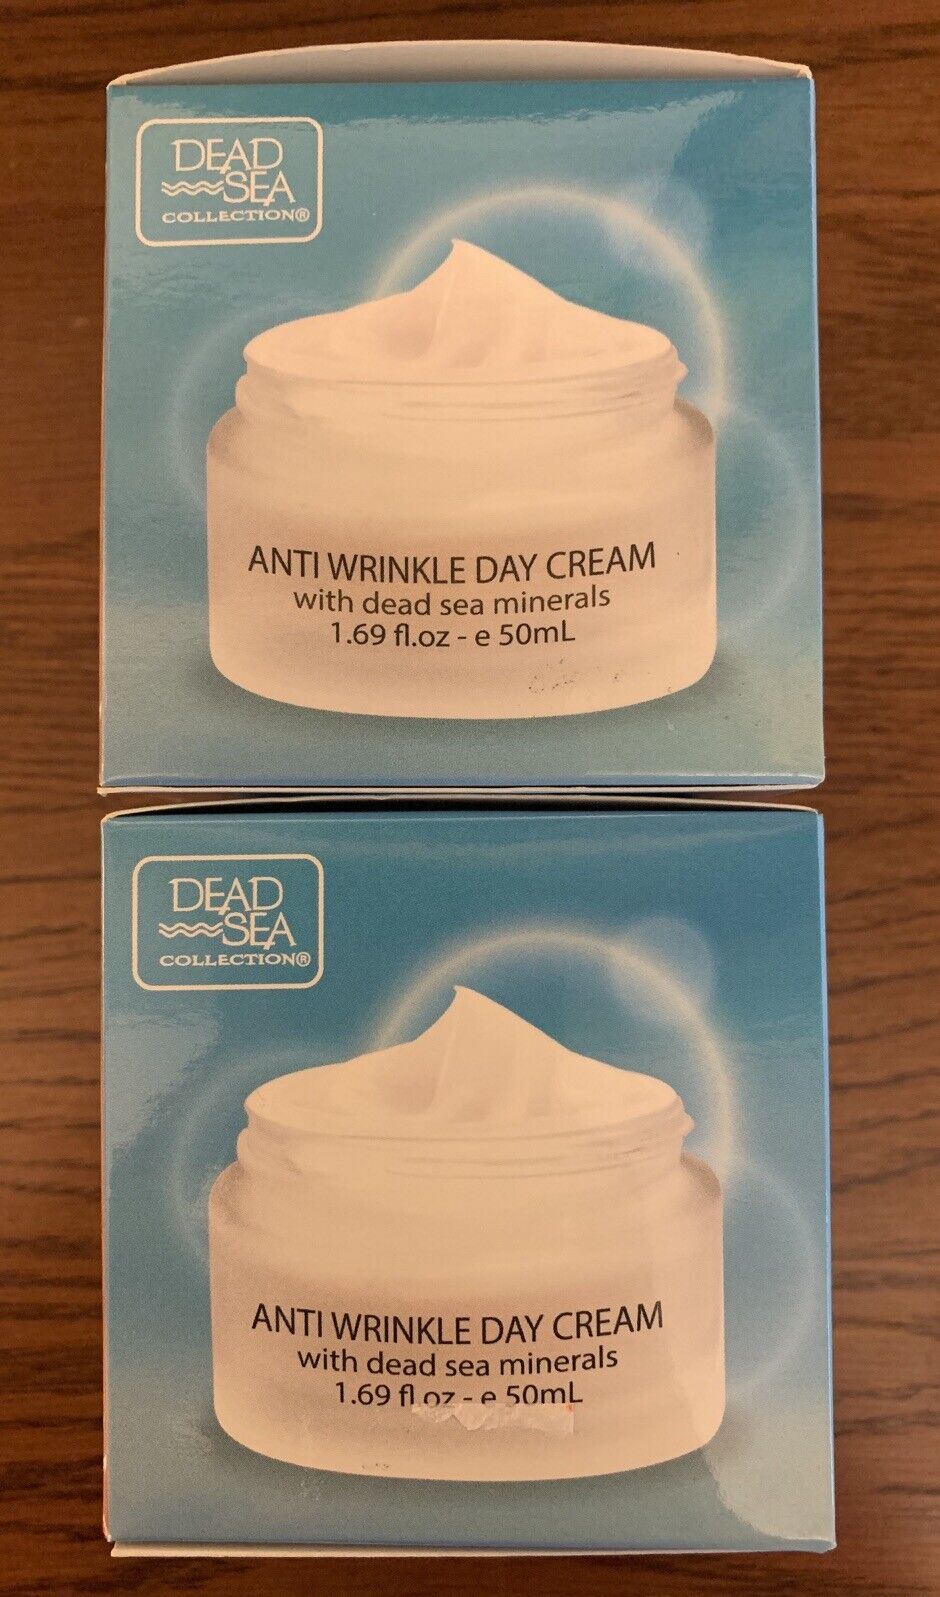 DEAD
SEA
COLLECTION®
ANTI WRINKLE DAY CREAM
with dead sea minerals
1.69 fl.oz - e 50mL
DEAD
SEA
COLLECTION®
ANTI WRINKLE DAY CREAM
with dead sea minerals
1.69 fl oz - e 50mL